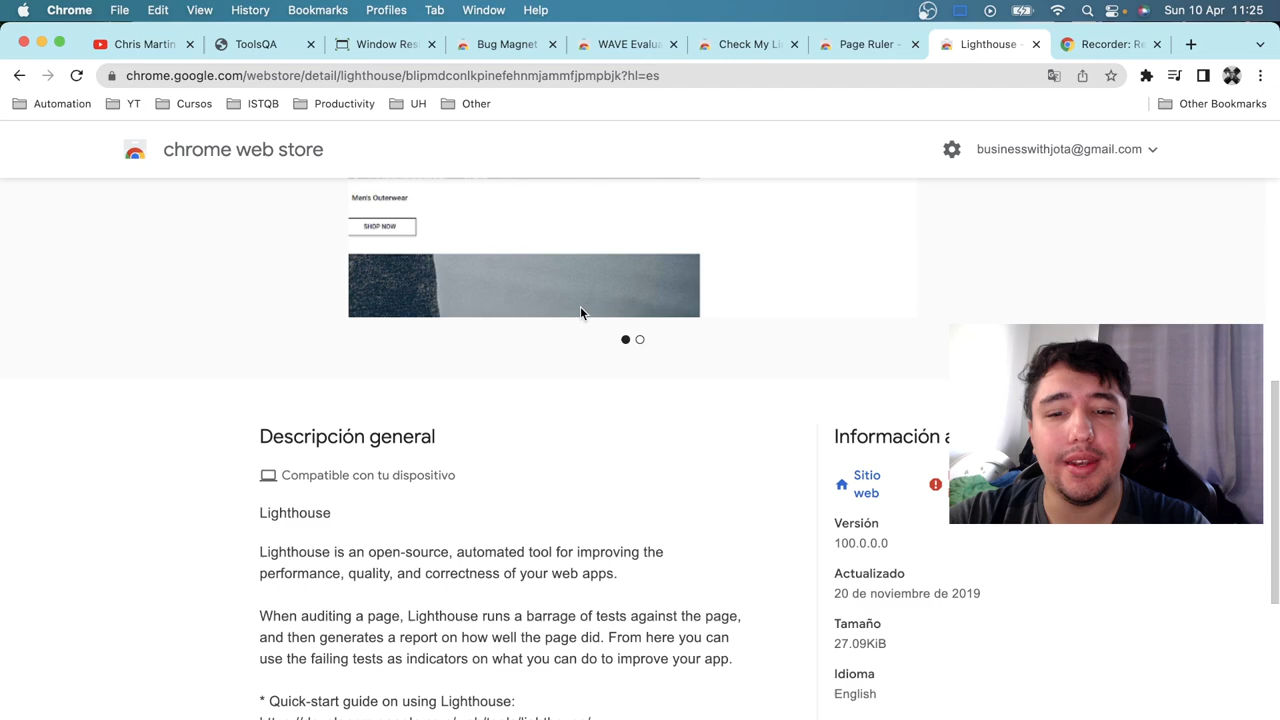 Chrome File Edit View History Bookmarks Profiles Tab Window Help Sun 10 Apr 11:25
Chris Martin ToolsQA Window Res Bug Magnet WAVE Evalua Check My Li Page Ruler - Lighthouse - Recorder: Re
chrome.google.com/webstore/detail/lighthouse/blipmdconlkpinefehnmjammfjpmpbjk?hl=es
Automation YT Cursos ISTQB Productivity UH Other Other Bookmarks
chrome web store businesswithjota@gmail.com
Men's Outerwear
SHOP NOW
Descripción general
Compatible con tu dispositivo
Lighthouse
Lighthouse is an open-source, automated tool for improving the
performance, quality, and correctness of your web apps.
When auditing a page, Lighthouse runs a barrage of tests against the page,
and then generates a report on how well the page did. From here you can
use the failing tests as indicators on what you can do to improve your app.
* Quick-start guide on using Lighthouse:
Información a
Sitio
web
Versión
100.0.0.0
Actualizado
20 de noviembre de 2019
Tamaño
27.09KiB
Idioma
English